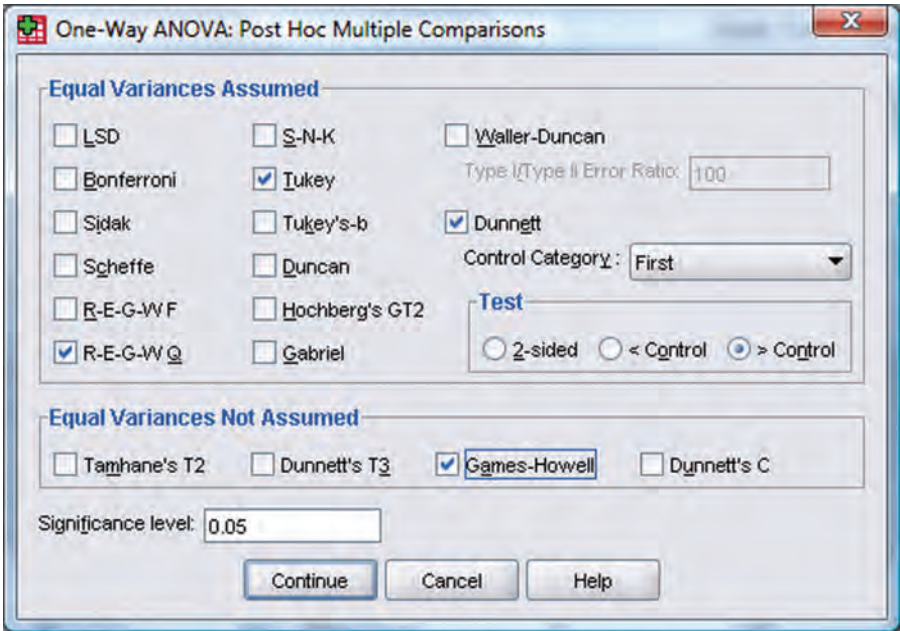 One-Way ANOVA: Post Hoc Multiple Comparisons
Equal Variances Assumed
LSD S-N-K Waller-Duncan
Bonferroni Tukey Type I/Type II Error Ratio: 100
Sidak Tukey's-b Dunnett
Scheffe Duncan Control Category: First
R-E-G-W F Hochberg's GT2 Test
R-E-G-W Q Gabriel 2-sided < Control > Control
Equal Variances Not Assumed
Tamhane's T2 Dunnett's T3 Games-Howell Dunnett's C
Significance level: 0.05
Continue Cancel Help